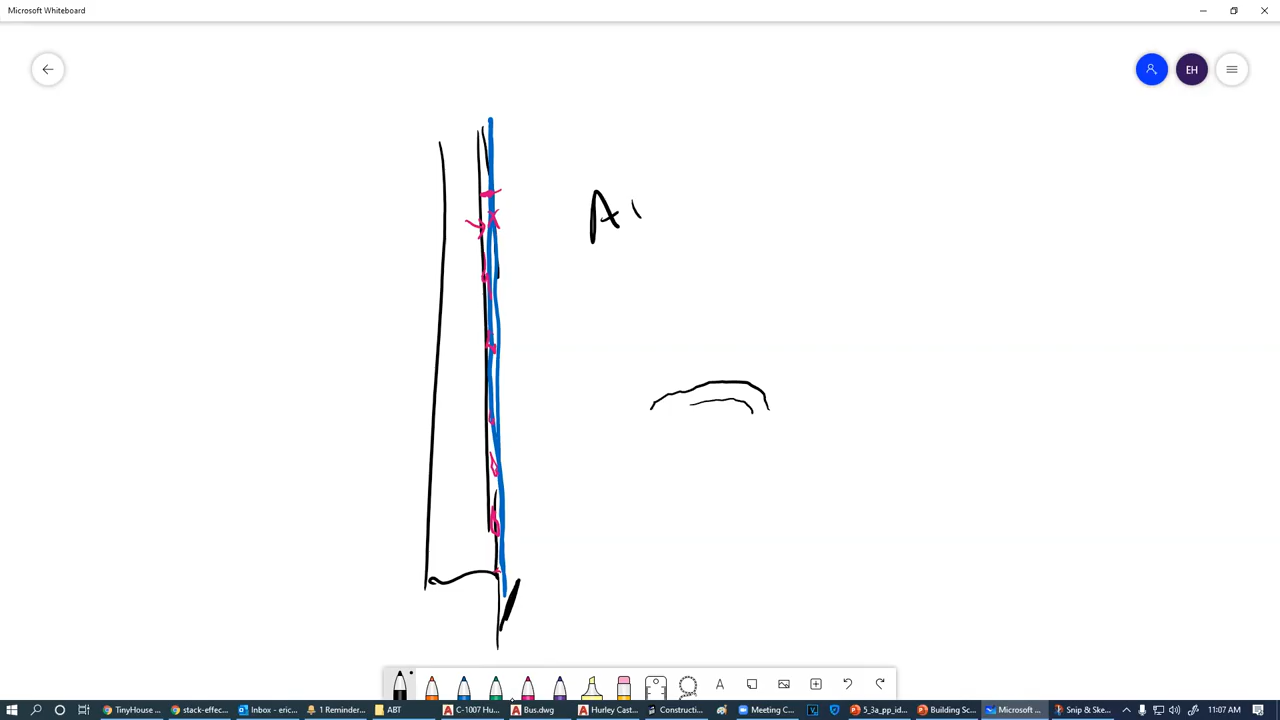 Microsoft Whiteboard
EH
A
TinyHouse ...
stack-effec...
Inbox - eric...
1 Reminder...
ABT
C-1007 Hu...
Bus.dwg
Hurley Cast...
Constructi...
Meeting C...
5_3a_pp_id...
Building Sc...
Microsoft ...
Snip & Ske...
11:07 AM